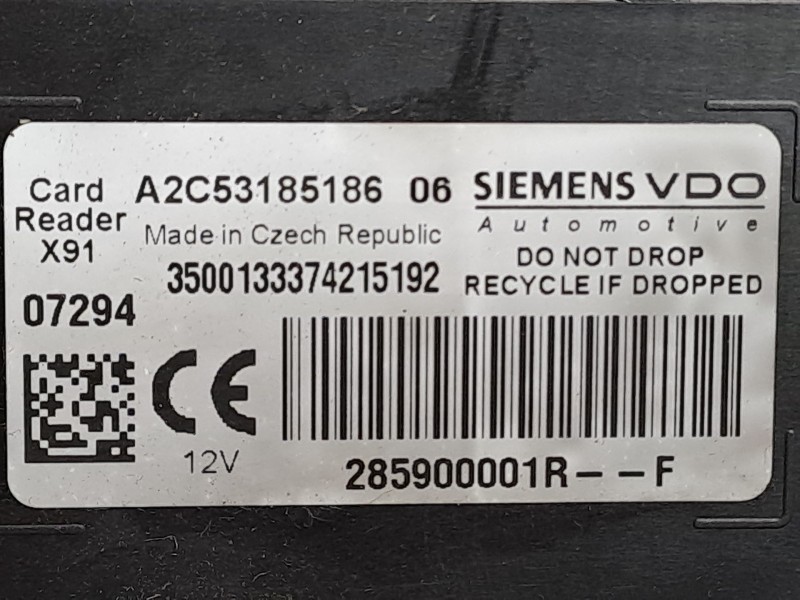 Card Reader X91
A2C53185186 06
Made in Czech Republic
3500133374215192
SIEMENS VDO
Automotive
DO NOT DROP
RECYCLE IF DROPPED
07294
CE
12V
285900001R--F